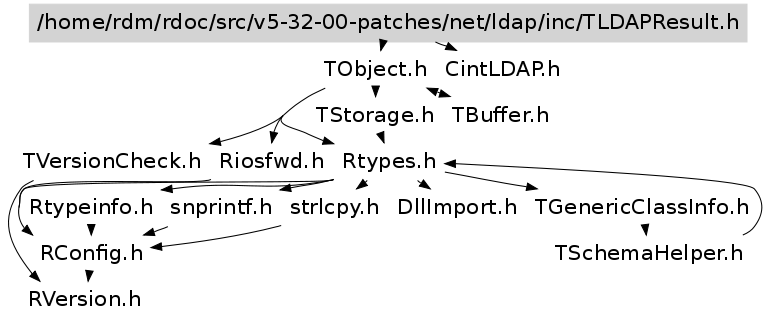 /home/rdm/rdoc/src/v5-32-00-patches/net/ldap/inc/TLDAPResult.h
TObject.h CintLDAP.h
TStorage.h TBuffer.h
TVersionCheck.h Riosfwd.h Rtypes.h
Rtypeinfo.h snprintf.h strlcpy.h DllImport.h TGenericClassInfo.h
RConfig.h TSchemaHelper.h
RVersion.h